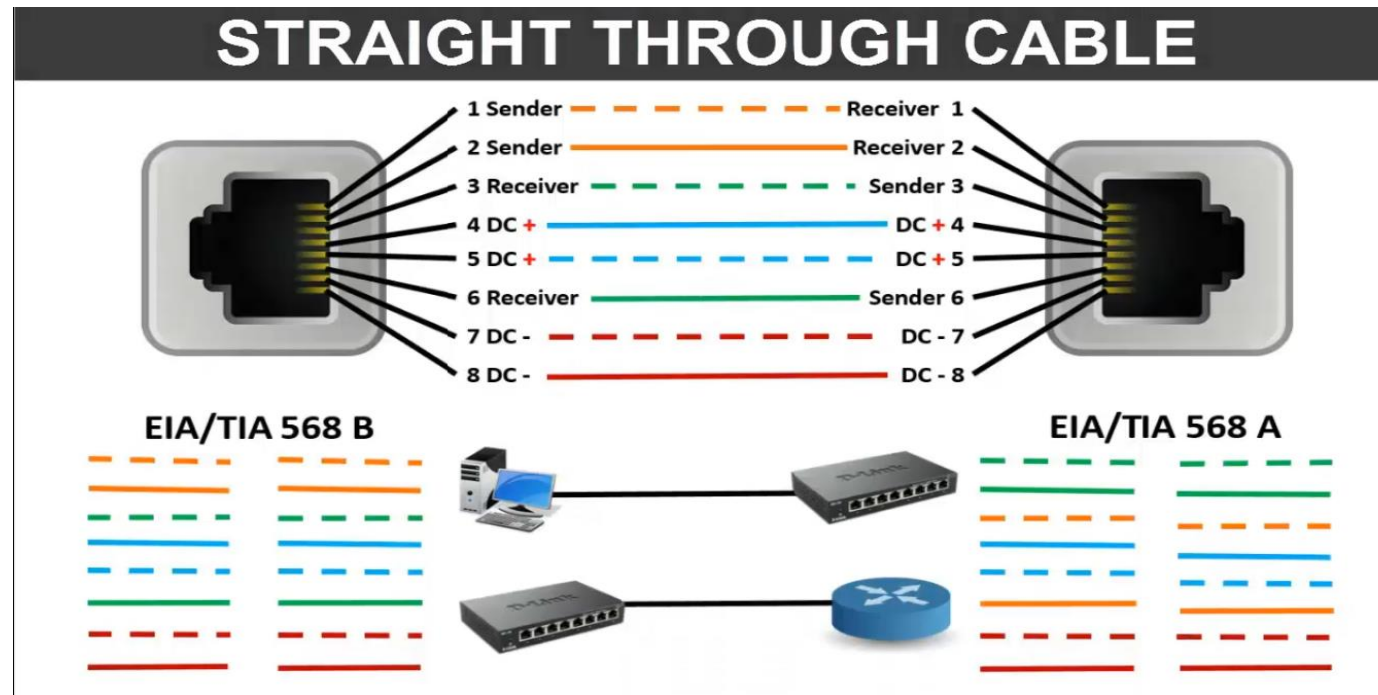 STRAIGHT THROUGH CABLE
1 Sender Receiver 1
2 Sender Receiver 2
3 Receiver Sender 3
4 DC + DC + 4
5 DC + DC + 5
6 Receiver Sender 6
7 DC - DC - 7
8 DC - DC - 8
EIA/TIA 568 B
EIA/TIA 568 A
D-Link
D-Link